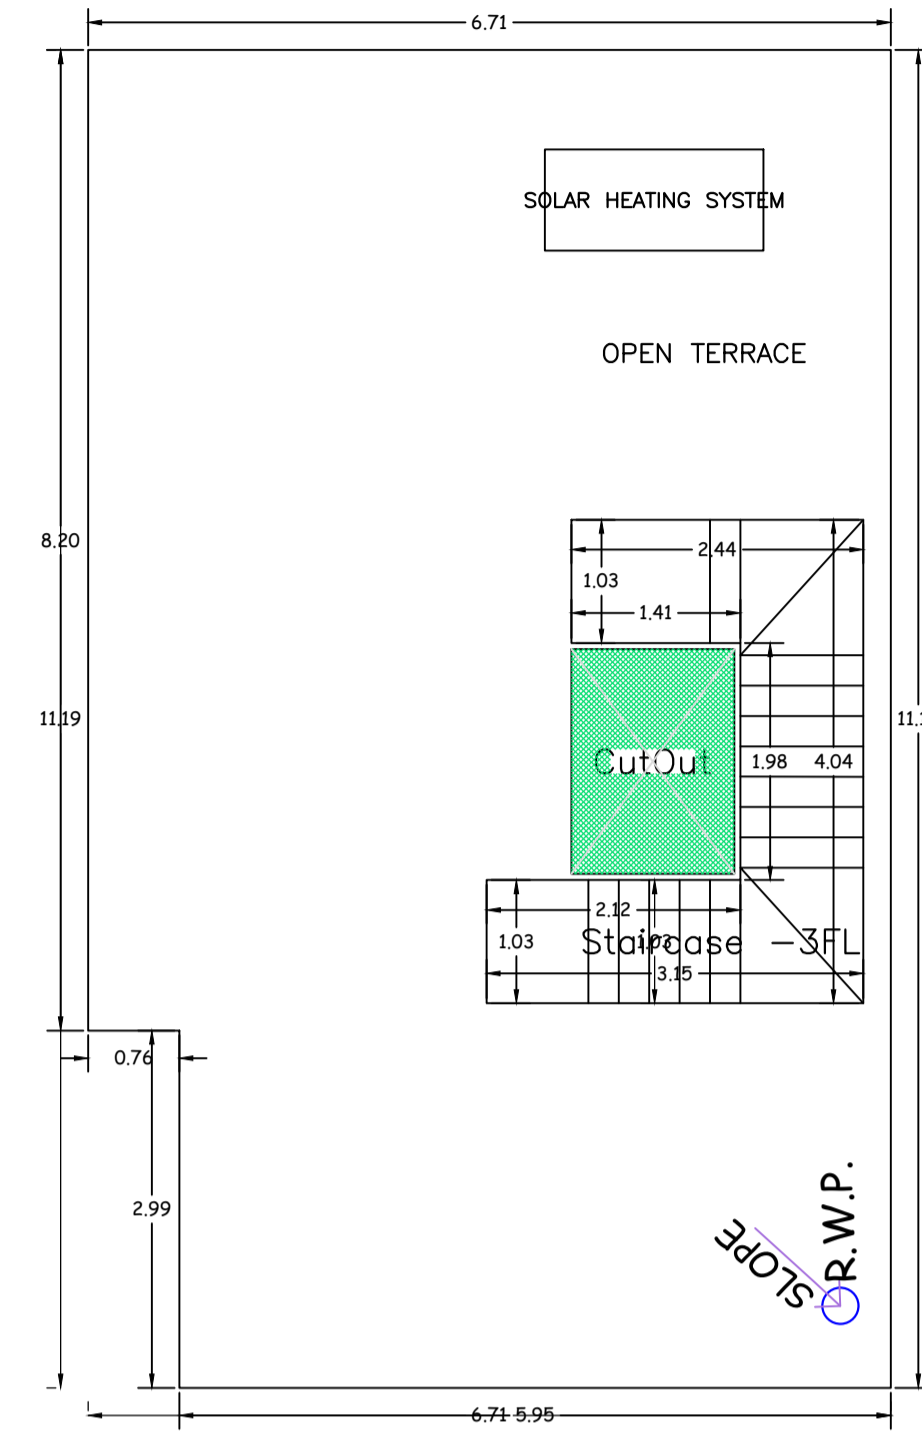 6.71
SOLAR HEATING SYSTEM
OPEN TERRACE
8.20
2.44
1.03
1.41
11.19
CutOut
1.98
4.04
2.12
1.03
Staircase -3FL
1.03
3.15
0.76
2.99
R.W.P.
SLOPE
6.71 5.95